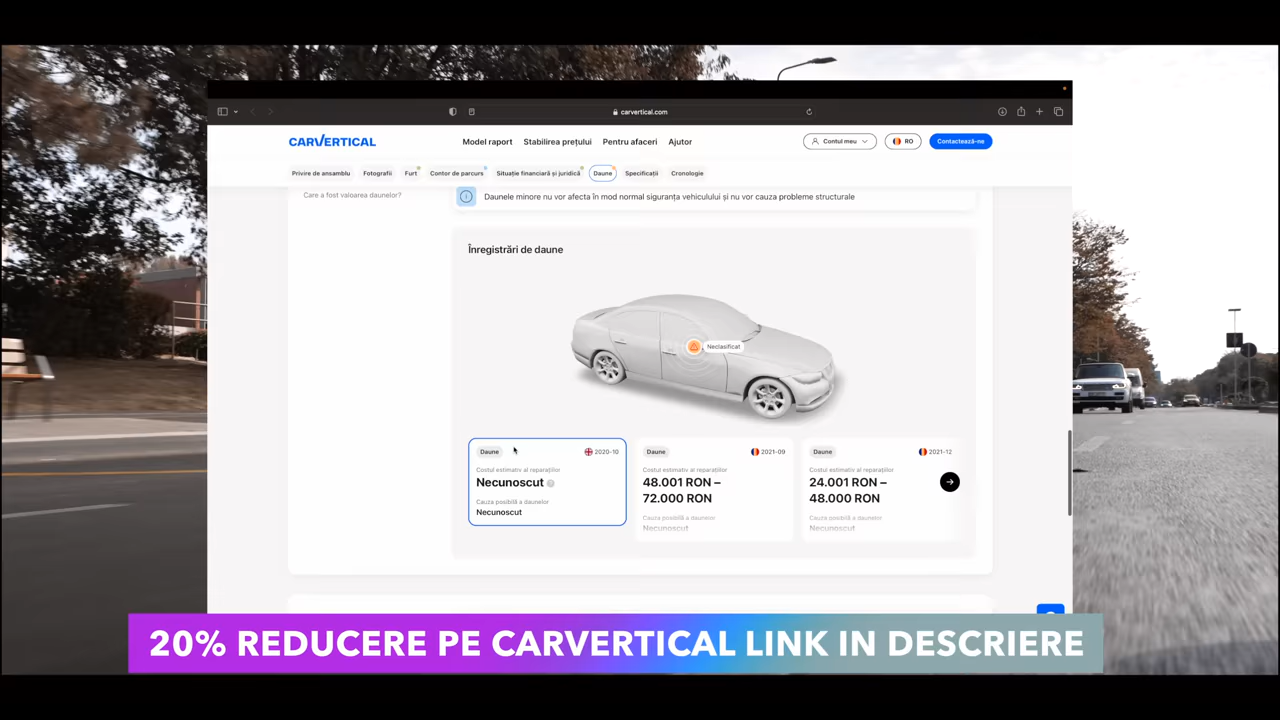 carvertical.com
CARVERTICAL
Model raport
Stabilirea prețului
Pentru afaceri
Ajutor
Contul meu
RO
Contactează-ne
Privire de ansamblu
Fotografii
Furt
Contor de parcurs
Situație financiară și juridică
Daune
Specificații
Cronologie
Care a fost valoarea daunelor?
Daunele minore nu vor afecta în mod normal siguranța vehiculului și nu vor cauza probleme structurale
Înregistrări de daune
Neclasificat
Daune
2020-10
Costul estimativ al reparațiilor
Necunoscut
Cauza posibilă a daunelor
Necunoscut
Daune
2021-09
Costul estimativ al reparațiilor
48.001 RON –
72.000 RON
Cauza posibilă a daunelor
Necunoscut
Daune
2021-12
Costul estimativ al reparațiilor
24.001 RON –
48.000 RON
Cauza posibilă a daunelor
Necunoscut
20% REDUCERE PE CARVERTICAL LINK IN DESCRIERE